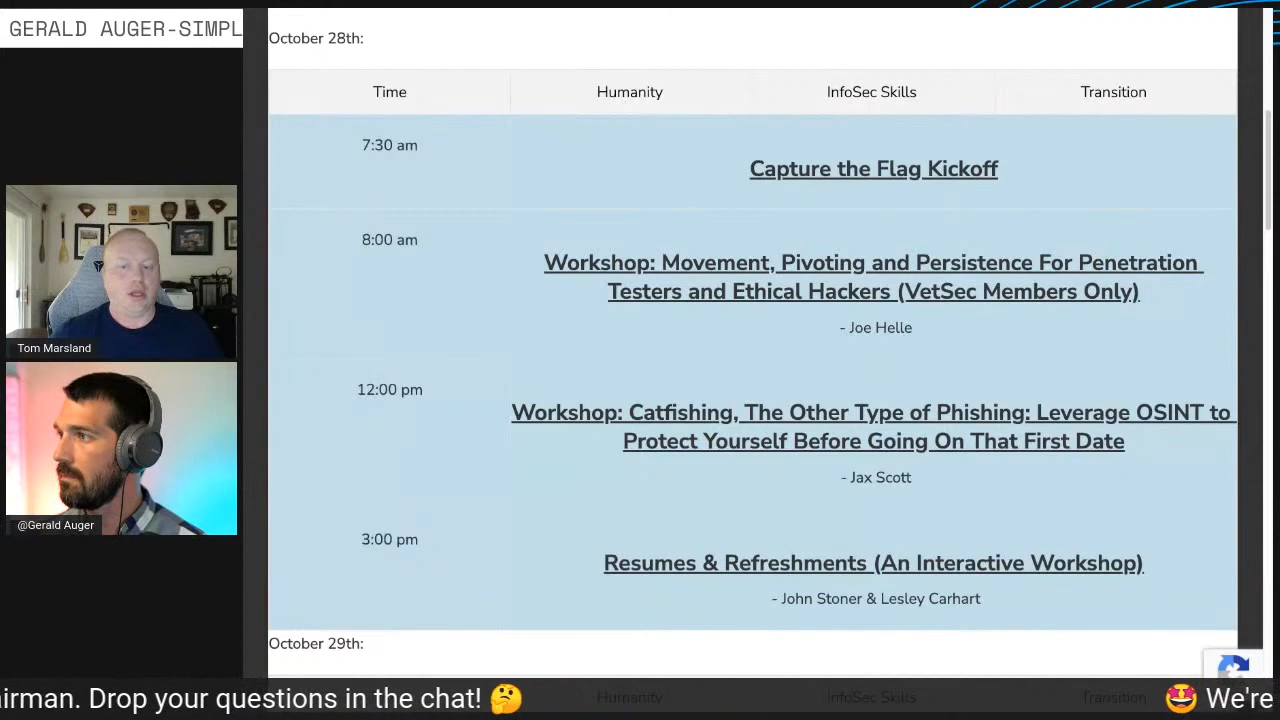 GERALD AUGER-SIMPL
October 28th:
Time Humanity InfoSec Skills Transition
7:30 am
Capture the Flag Kickoff
8:00 am
Workshop: Movement, Pivoting and Persistence For Penetration
Testers and Ethical Hackers (VetSec Members Only)
- Joe Helle
12:00 pm
Workshop: Catfishing, The Other Type of Phishing: Leverage OSINT to
Protect Yourself Before Going On That First Date
- Jax Scott
3:00 pm
Resumes & Refreshments (An Interactive Workshop)
- John Stoner & Lesley Carhart
October 29th:
Humanity InfoSec Skills Transition
Tom Marsland
@Gerald Auger
airman. Drop your questions in the chat! 🤔 🤩 We're